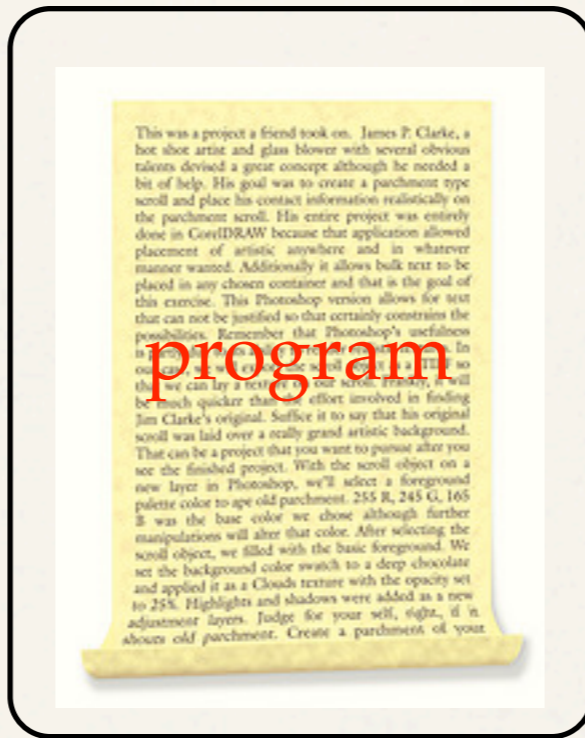 This was a project a friend took on. James P. Clarke, a
hot shot artist and glass blower with several obvious
talents devised a great concept although he needed a
bit of help. His goal was to create a parchment type
scroll and place his contact information realistically on
the parchment scroll. His entire project was entirely
done in CorelDRAW because that application allowed
placement of artistic anywhere and in whatever
manner wanted. Additionally it allows bulk text to be
placed in any chosen container and that is the goal of
this exercise. This Photoshop version allows for text
that can not be justified so that certainly constrains the
possibilities. Remember that Photoshop's usefulness
program
be much quicker than the effort involved in finding
Jim Clarke's original. Suffice it to say that his original
scroll was laid over a really grand artistic background.
That can be a project that you want to pursue after you
see the finished project. With the scroll object on a
new layer in Photoshop, we'll select a foreground
palette color to ape old parchment. 255 R, 245 G, 165
B was the base color we chose although further
manipulations will alter that color. After selecting the
scroll object, we filled with the basic foreground. We
set the background color swatch to a deep chocolate
and applied it as a Clouds texture with the opacity set
to 25%. Highlights and shadows were added as a new
adjustment layers. Judge for your self, right, if it
shouts old parchment. Create a parchment of your